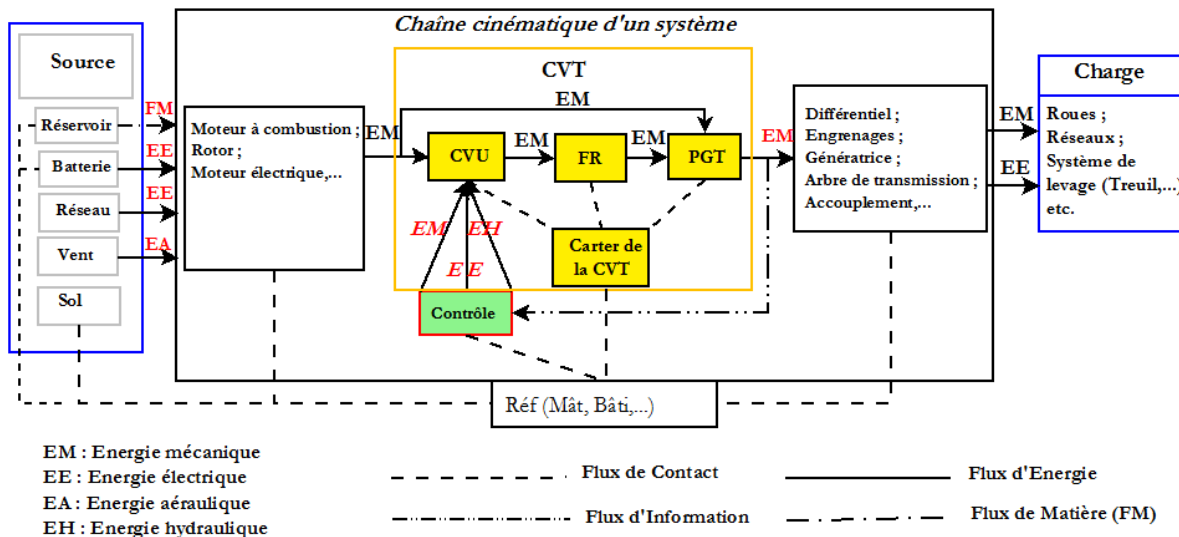 Chaîne cinématique d'un système
Source
Réservoir
Batterie
Réseau
Vent
Sol
FM
EE
EE
EA
Moteur à combustion ;
Rotor ;
Moteur électrique,...
EM
CVT
EM
CVU
EM
FR
EM
PGT
EM
EM
EH
E E
Carter de
la CVT
Contrôle
Différentiel ;
Engrenages ;
Génératrice ;
Arbre de transmission ;
Accouplement,...
EM
EE
Charge
Roues ;
Réseaux ;
Système de
levage (Treuil,...)
etc.
Réf (Mât, Bâti,...)
EM : Energie mécanique
EE : Energie électrique
EA : Energie aéraulique
EH : Energie hydraulique
Flux de Contact
Flux d'Energie
Flux d'Information
Flux de Matière (FM)